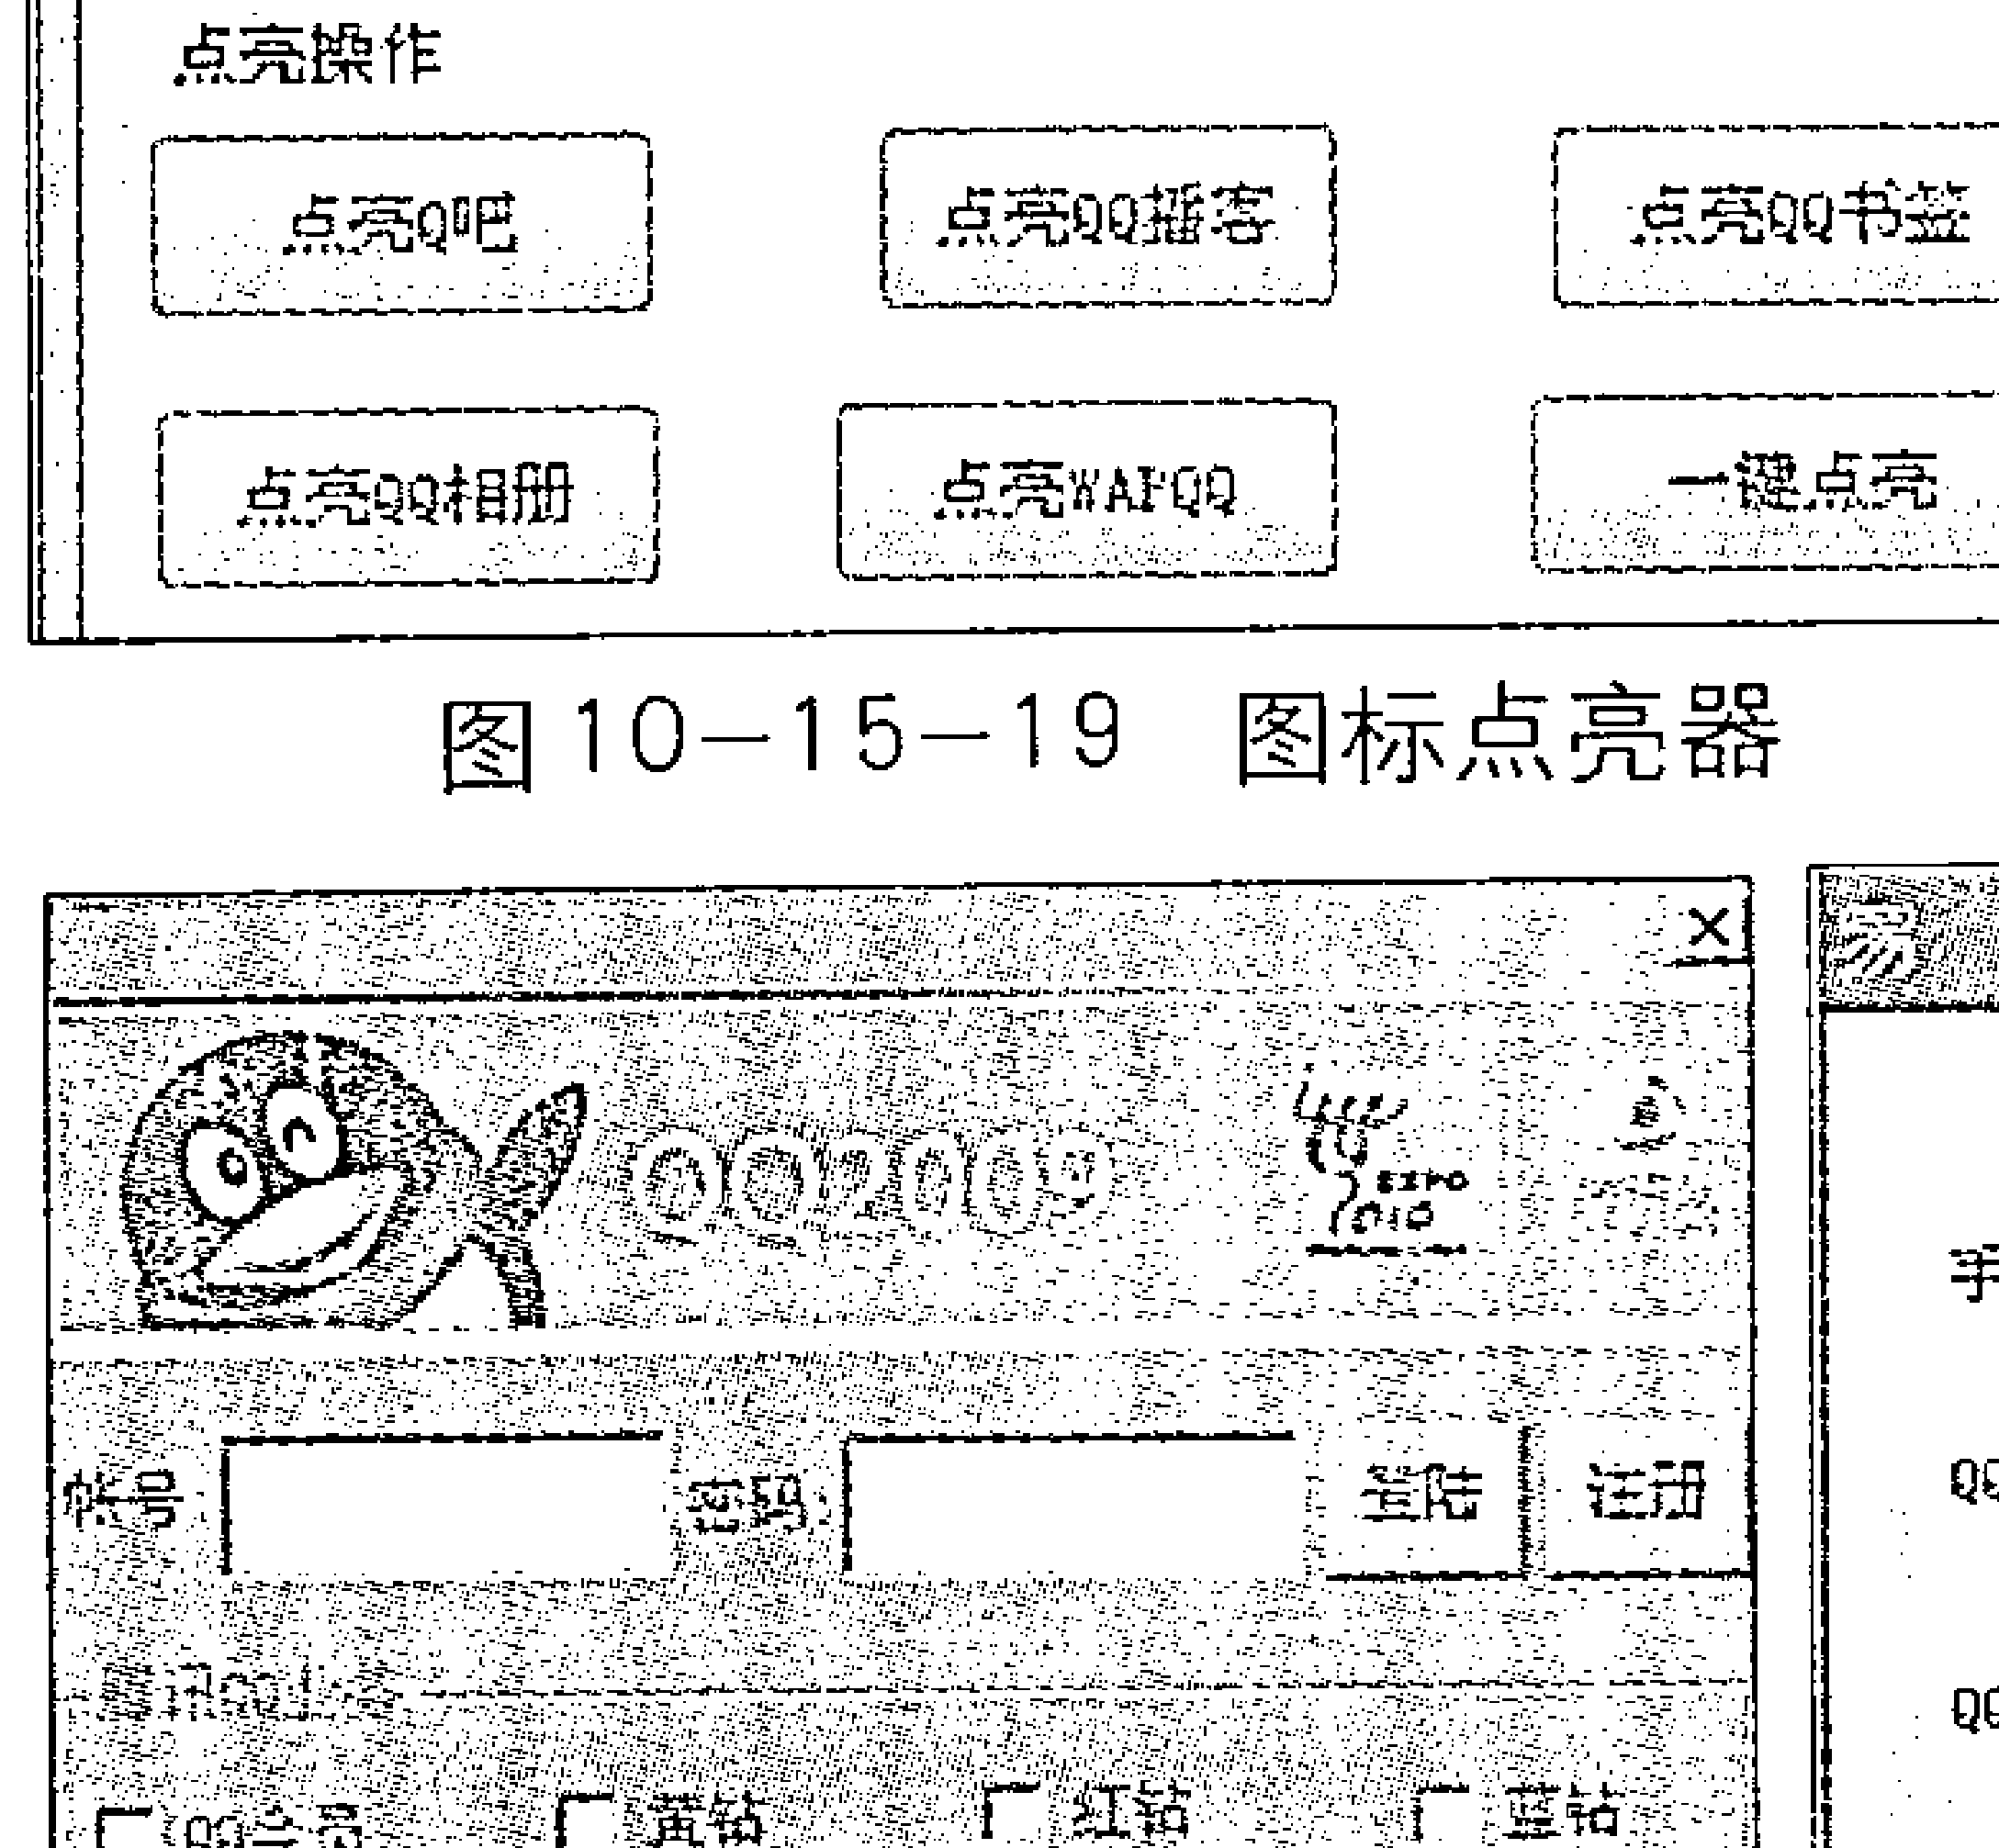 点亮操作
点亮Q吧 点亮QQ播客 点亮QQ书签
点亮QQ相册 点亮WAPQQ 一键点亮
图10-15-19 图标点亮器
×
QQ2009
EXPO
2010
密码 登陆 注册
手
QQ
QQ
黄钻 红钻 蓝钻